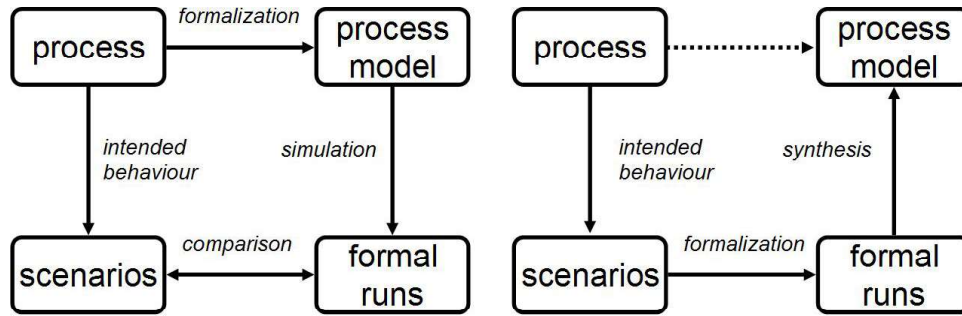 formalization
process
process
model
intended
behaviour
simulation
scenarios
comparison
formal
runs
process
process
model
intended
behaviour
synthesis
scenarios
formalization
formal
runs